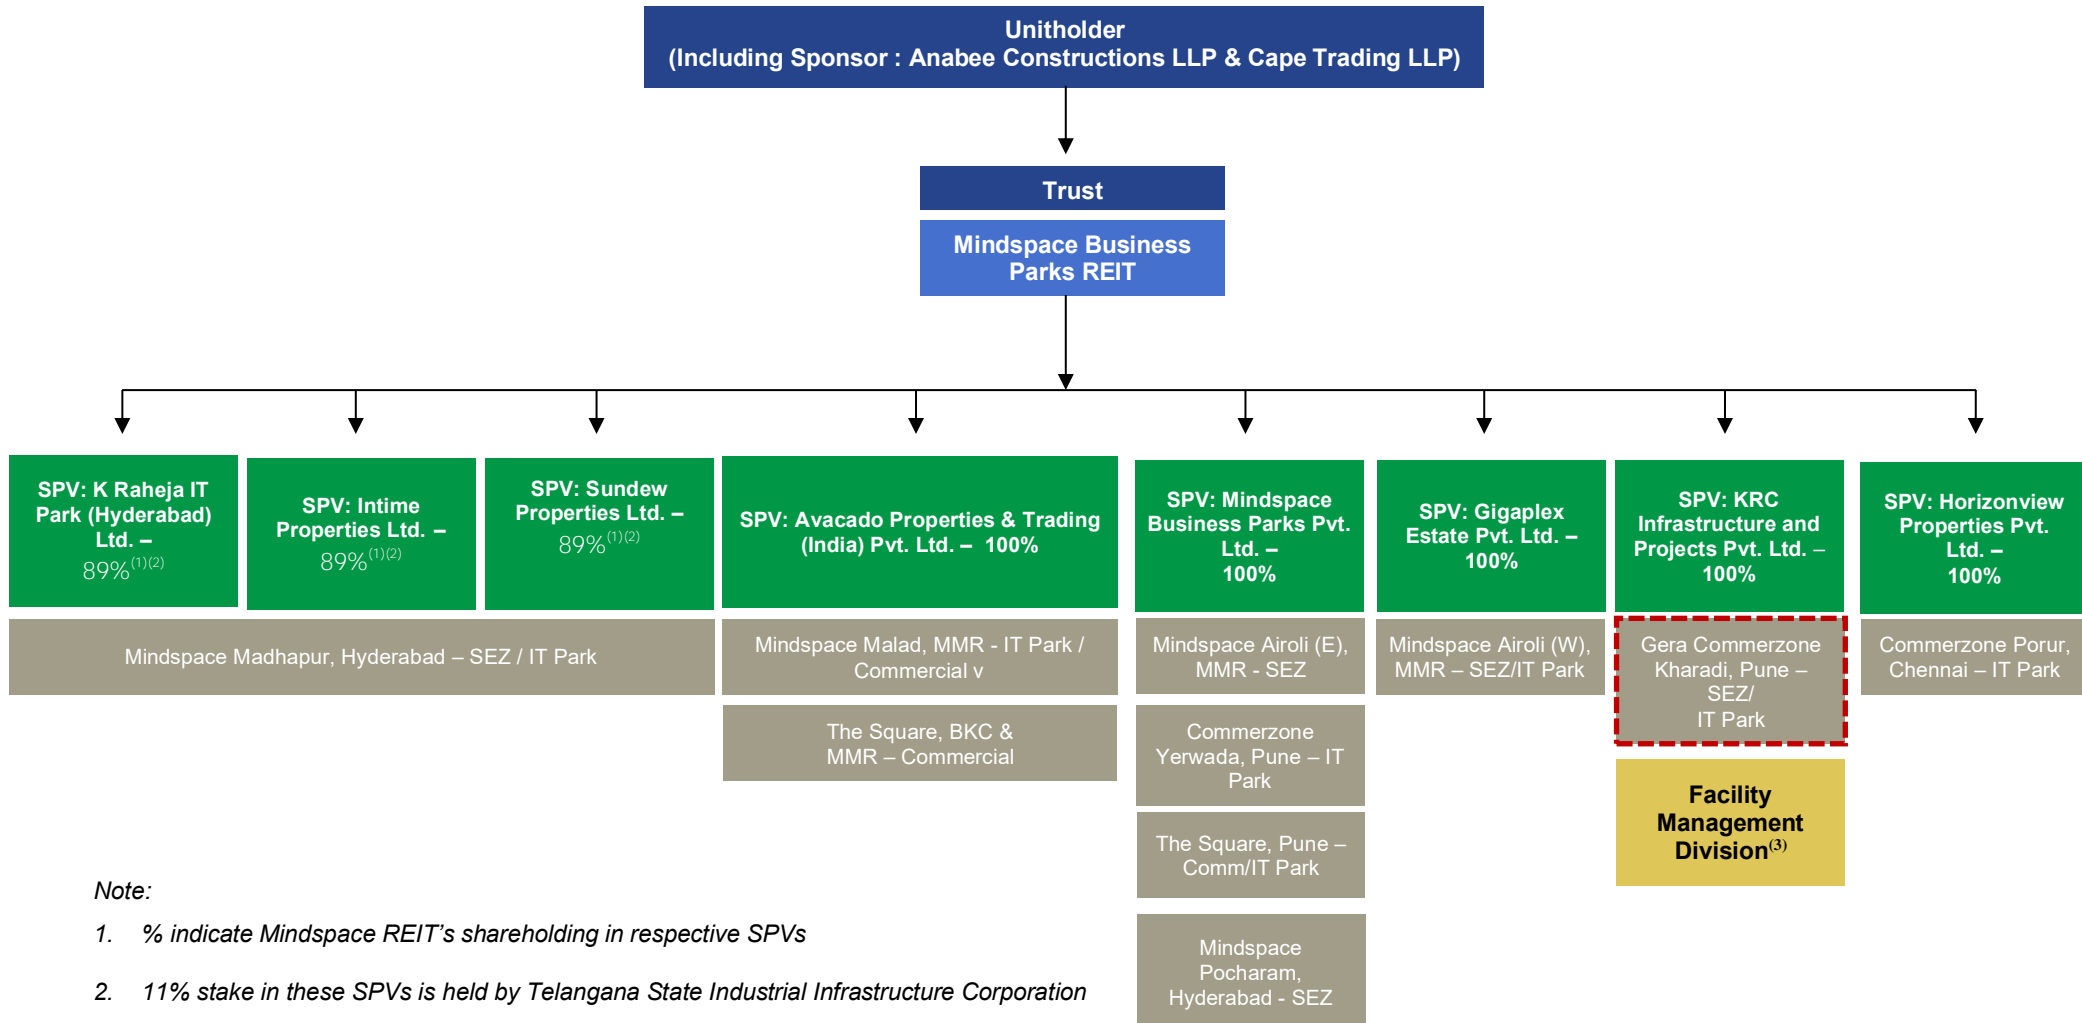 Unitholder
(Including Sponsor : Anabee Constructions LLP & Cape Trading LLP)
Trust
Mindspace Business
Parks REIT
SPV: K Raheja IT
Park (Hyderabad)
Ltd. –
89%(1)(2)
SPV: Intime
Properties Ltd. –
89%(1)(2)
SPV: Sundew
Properties Ltd. –
89%(1)(2)
SPV: Avacado Properties & Trading
(India) Pvt. Ltd. – 100%
SPV: Mindspace
Business Parks Pvt.
Ltd. –
100%
SPV: Gigaplex
Estate Pvt. Ltd. –
100%
SPV: KRC
Infrastructure and
Projects Pvt. Ltd. –
100%
SPV: Horizonview
Properties Pvt.
Ltd. –
100%
Mindspace Madhapur, Hyderabad – SEZ / IT Park
Mindspace Malad, MMR - IT Park /
Commercial v
The Square, BKC &
MMR – Commercial
Mindspace Airoli (E),
MMR - SEZ
Commerzone
Yerwada, Pune – IT
Park
The Square, Pune –
Comm/IT Park
Mindspace
Pocharam,
Hyderabad - SEZ
Mindspace Airoli (W),
MMR – SEZ/IT Park
Gera Commerzone
Kharadi, Pune –
SEZ/
IT Park
Facility
Management
Division(3)
Commerzone Porur,
Chennai – IT Park
Note:
1. % indicate Mindspace REIT’s shareholding in respective SPVs
2. 11% stake in these SPVs is held by Telangana State Industrial Infrastructure Corporation